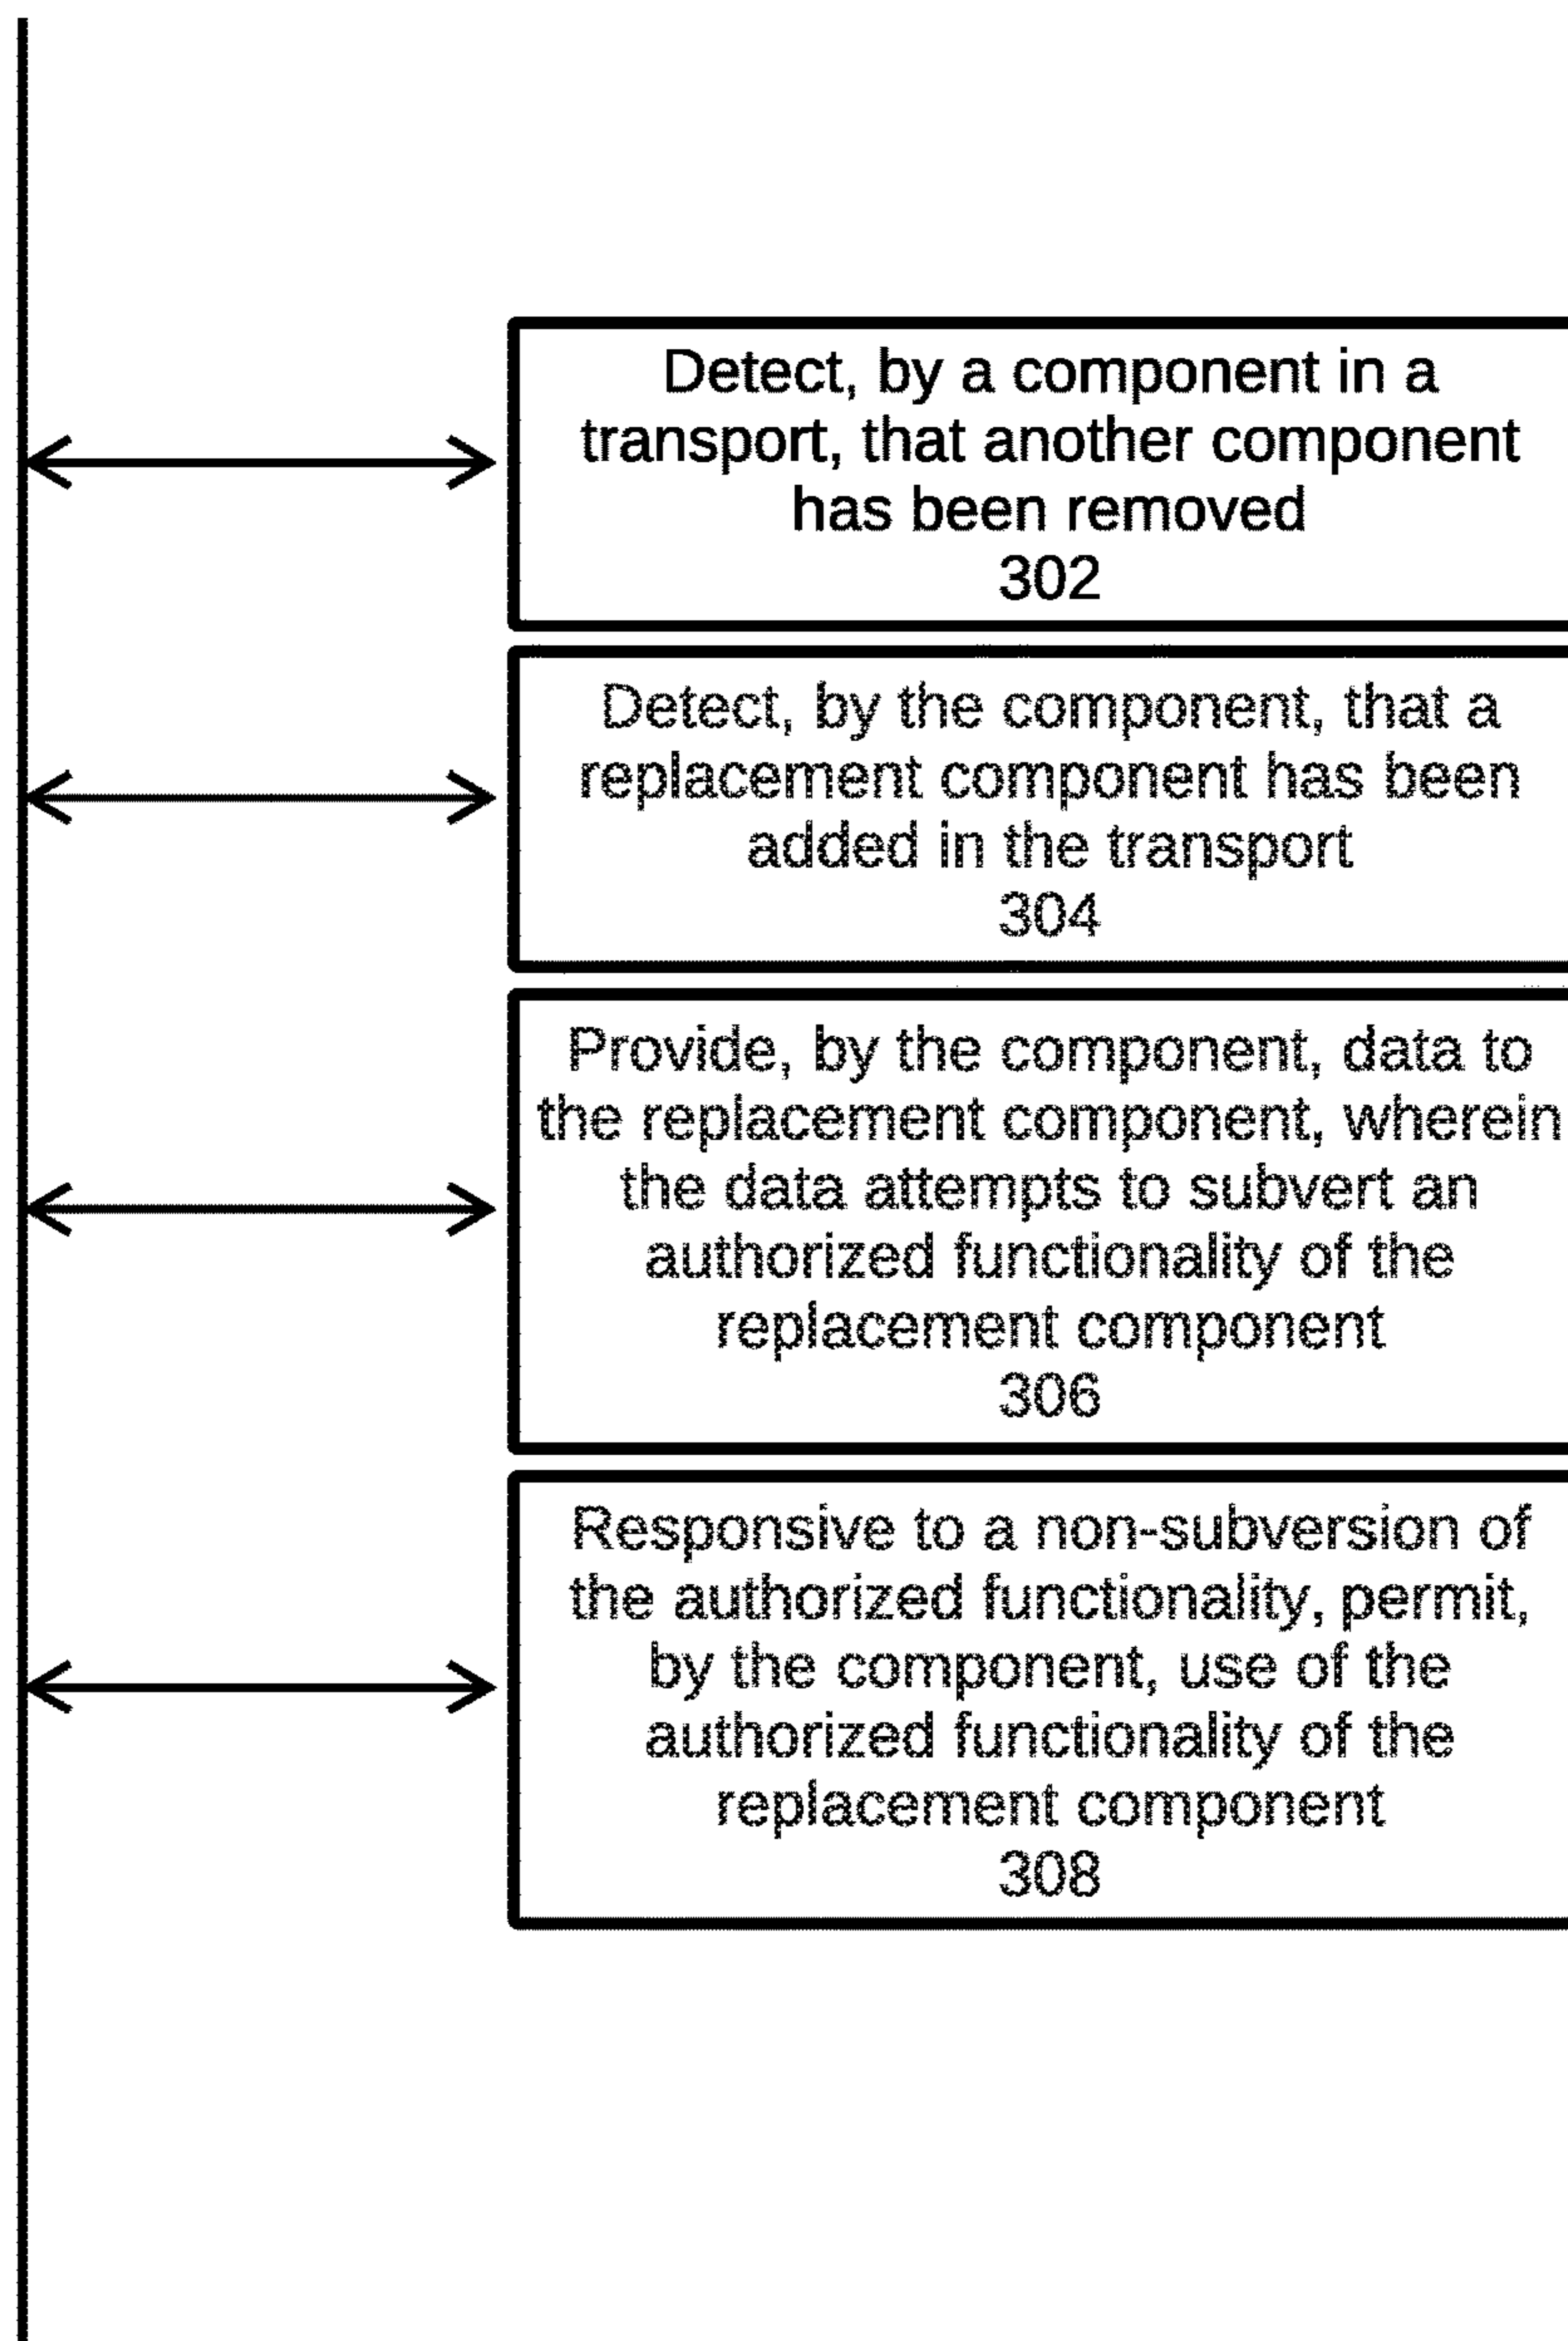 Detect, by a component in a
transport, that another component
has been removed
302
Detect, by the component, that a
replacement component has been
added in the transport
304
Provide, by the component, data to
the replacement component, wherein
the data attempts to subvert an
authorized functionality of the
replacement component
306
Responsive to a non-subversion of
the authorized functionality, permit,
by the component, use of the
authorized functionality of the
replacement component
308